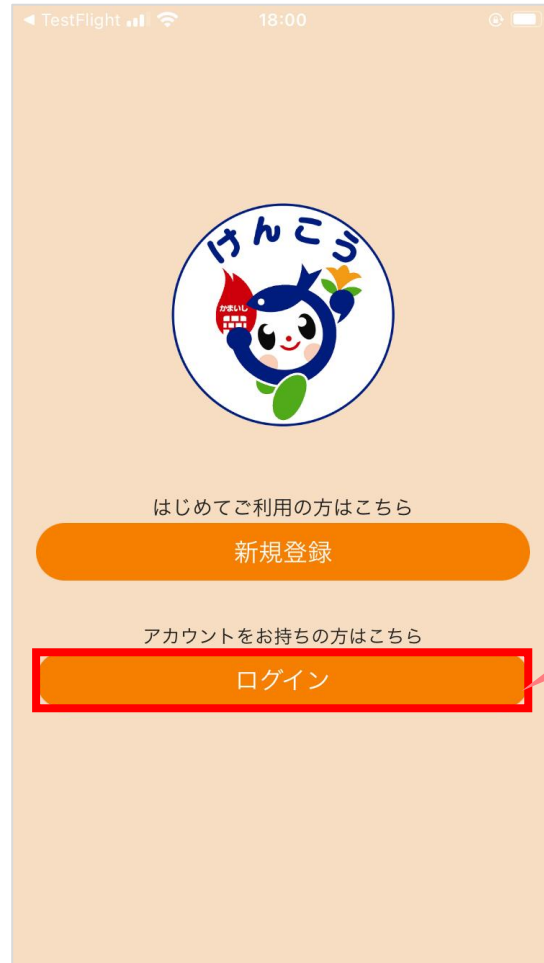 ◀ TestFlight
18:00
けんこう
かまいし
はじめてご利用の方はこちら
新規登録
アカウントをお持ちの方はこちら
ログイン